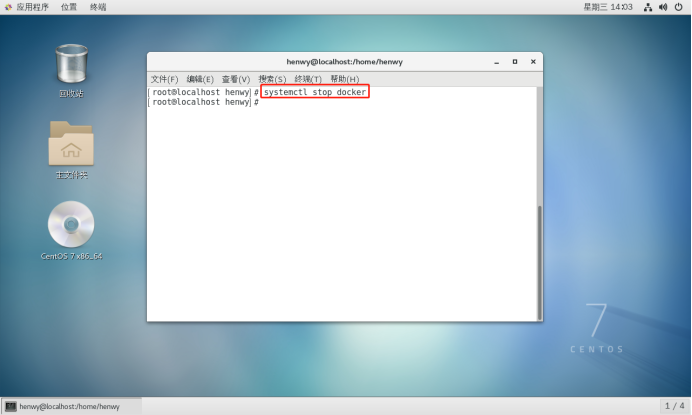 应用程序 位置 终端 星期三 14:03
henwy@localhost:/home/henwy
文件(F) 编辑(E) 查看(V) 搜索(S) 终端(T) 帮助(H)
[root@localhost henwy]# systemctl stop docker
[root@localhost henwy]#
回收站
主文件夹
CentOS 7 x86_64
7
CENTOS
henwy@localhost:/home/henwy
1 / 4